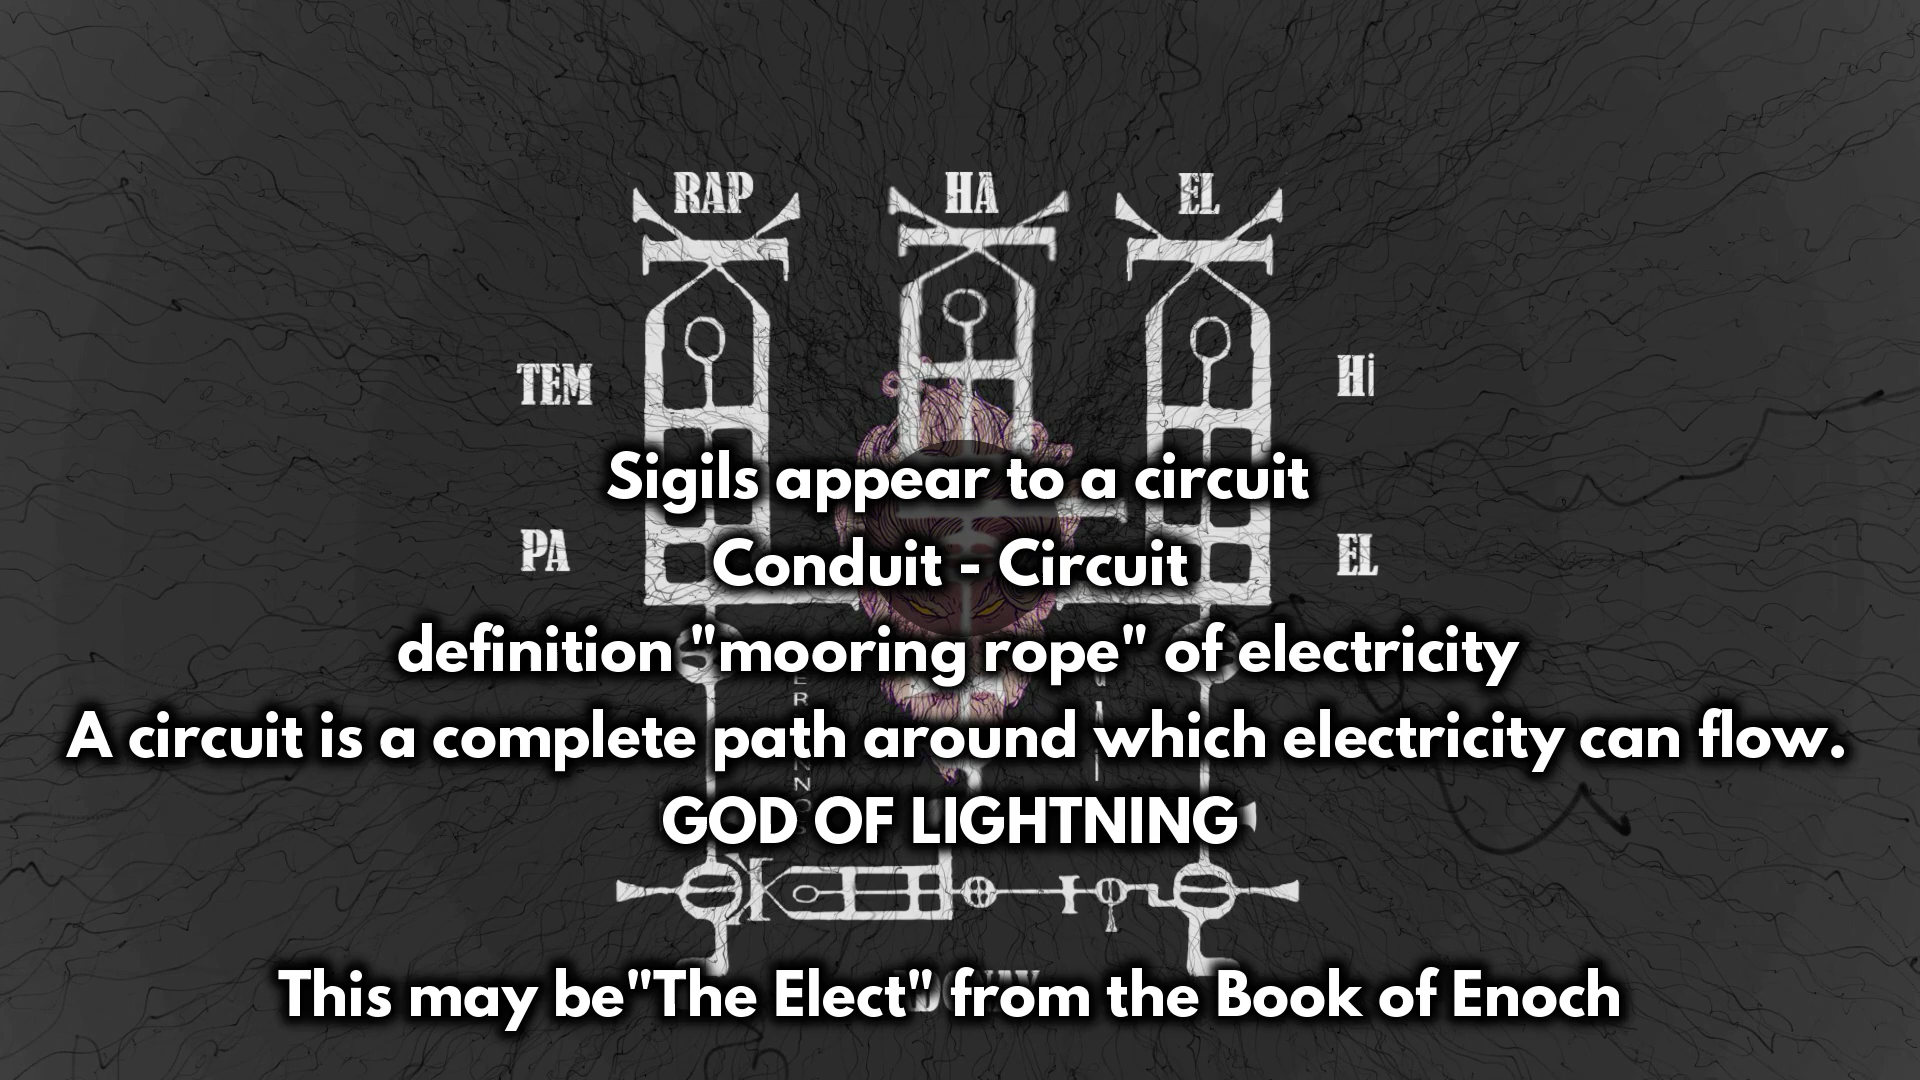 RAP HA EL
TEM Hi
PA EL
Sigils appear to a circuit
Conduit - Circuit
definition "mooring rope" of electricity
A circuit is a complete path around which electricity can flow.
GOD OF LIGHTNING
This may be"The Elect" from the Book of Enoch